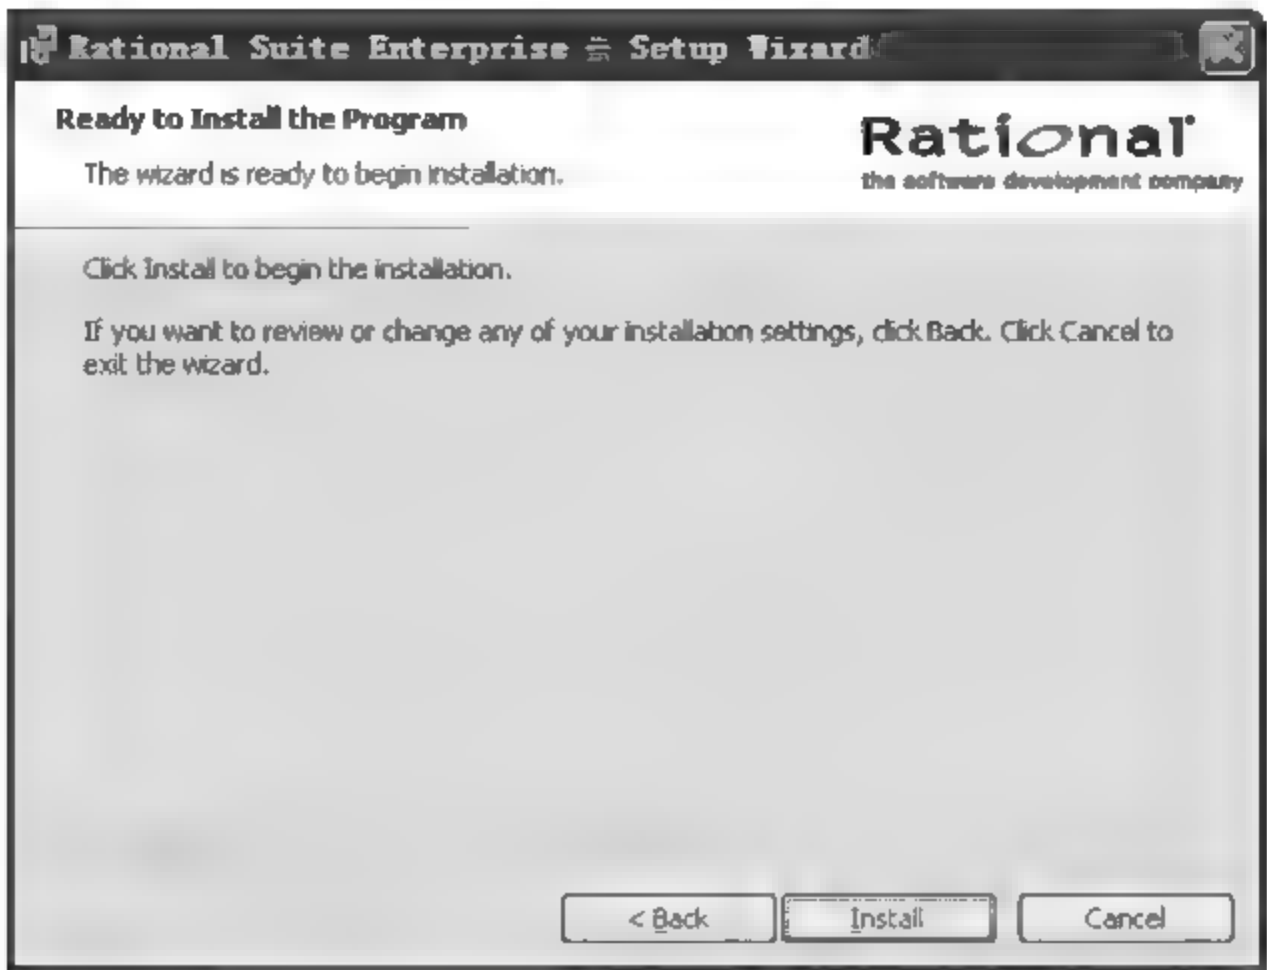 Rational Suite Enterprise Setup Wizard
Ready to Install the Program
The wizard is ready to begin installation.
Rational
the software development company
Click Install to begin the installation.
If you want to review or change any of your installation settings, click Back. Click Cancel to
exit the wizard.
< Back
Install
Cancel